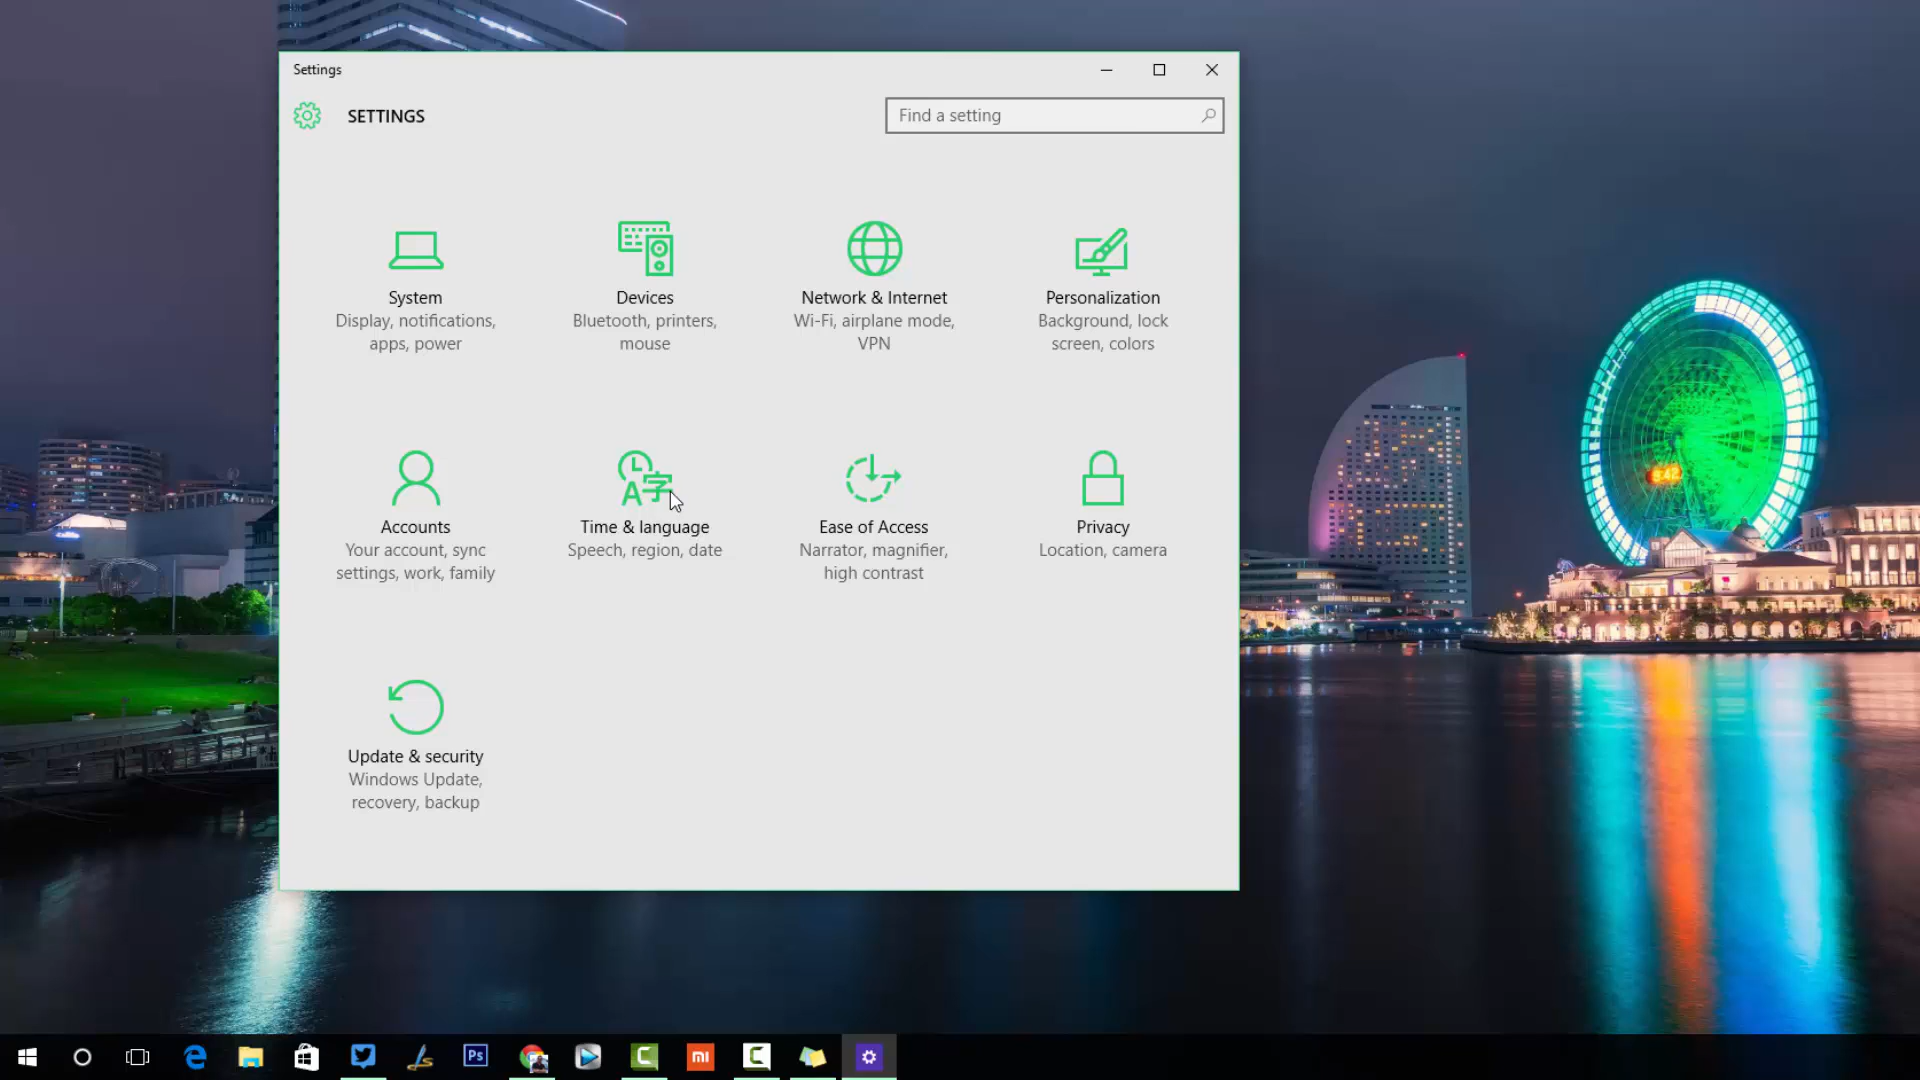 Settings
SETTINGS
Find a setting
System
Display, notifications,
apps, power
Devices
Bluetooth, printers,
mouse
Network & Internet
Wi-Fi, airplane mode,
VPN
Personalization
Background, lock
screen, colors
Accounts
Your account, sync
settings, work, family
Time & language
Speech, region, date
Ease of Access
Narrator, magnifier,
high contrast
Privacy
Location, camera
Update & security
Windows Update,
recovery, backup
Ps
mi